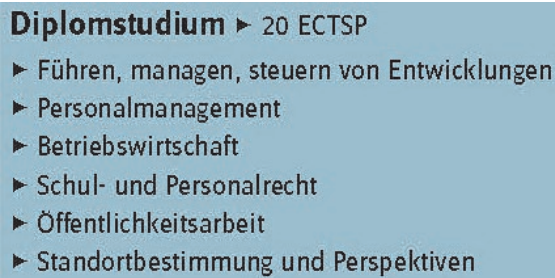 Diplomstudium ► 20 ECTSP
► Führen, managen, steuern von Entwicklungen
► Personalmanagement
► Betriebswirtschaft
► Schul- und Personalrecht
► Öffentlichkeitsarbeit
► Standortbestimmung und Perspektiven